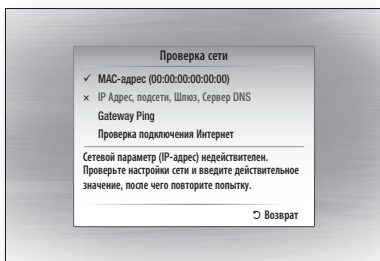 Проверка сети
✓ MAC-адрес (00:00:00:00:00:00)
× IP Адрес, подсети, Шлюз, Сервер DNS
Gateway Ping
Проверка подключения Интернет
Сетевой параметр (IP-адрес) недействителен.
Проверьте настройки сети и введите действительное
значение, после чего повторите попытку.
Возврат